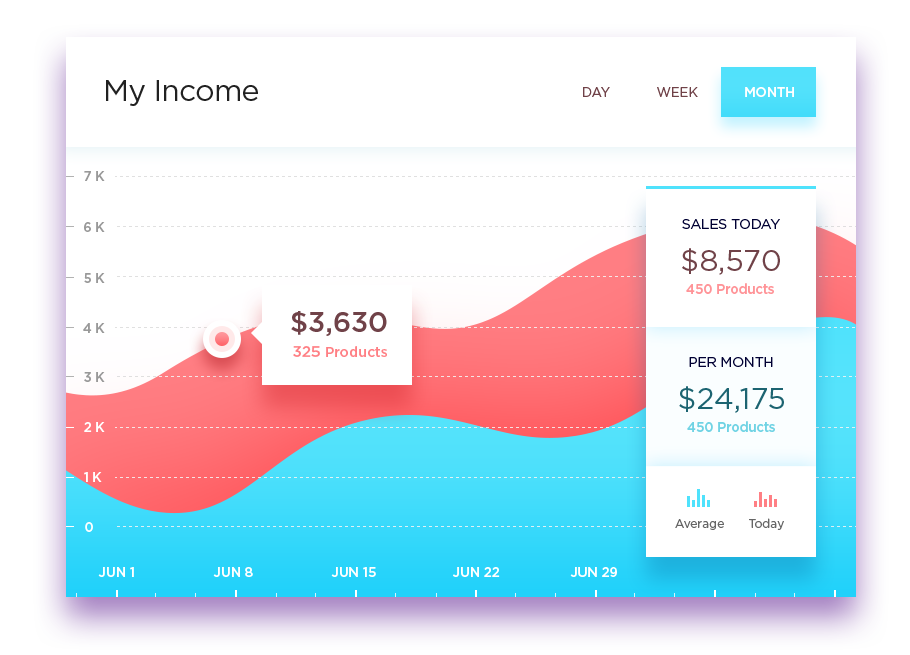 My Income
DAY WEEK MONTH
7 K
6 K
5 K
4 K
3 K
2 K
1 K
0
$3,630
325 Products
SALES TODAY
$8,570
450 Products
PER MONTH
$24,175
450 Products
Average Today
JUN 1 JUN 8 JUN 15 JUN 22 JUN 29